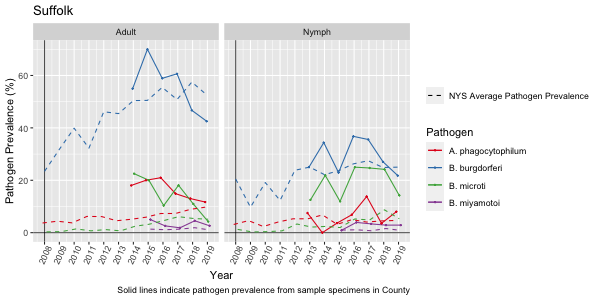 Suffolk
Adult
Nymph
Pathogen Prevalence (%)
60
40
20
0
2008 2009 2010 2011 2012 2013 2014 2015 2016 2017 2018 2019
2008 2009 2010 2011 2012 2013 2014 2015 2016 2017 2018 2019
Year
Solid lines indicate pathogen prevalence from sample specimens in County
NYS Average Pathogen Prevalence
Pathogen
A. phagocytophilum
B. burgdorferi
B. microti
B. miyamotoi